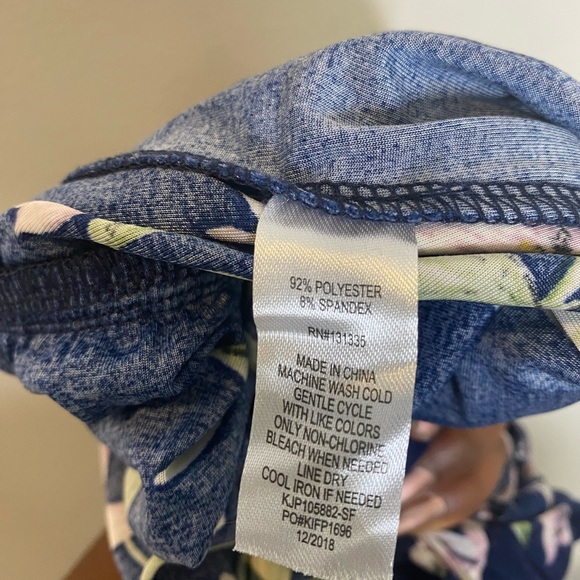 92% POLYESTER
8% SPANDEX
RN#131335
MADE IN CHINA
MACHINE WASH COLD
GENTLE CYCLE
WITH LIKE COLORS
ONLY NON-CHLORINE
BLEACH WHEN NEEDED
LINE DRY
COOL IRON IF NEEDED
KJP105882-SF
PO#KIFP1696
12/2018